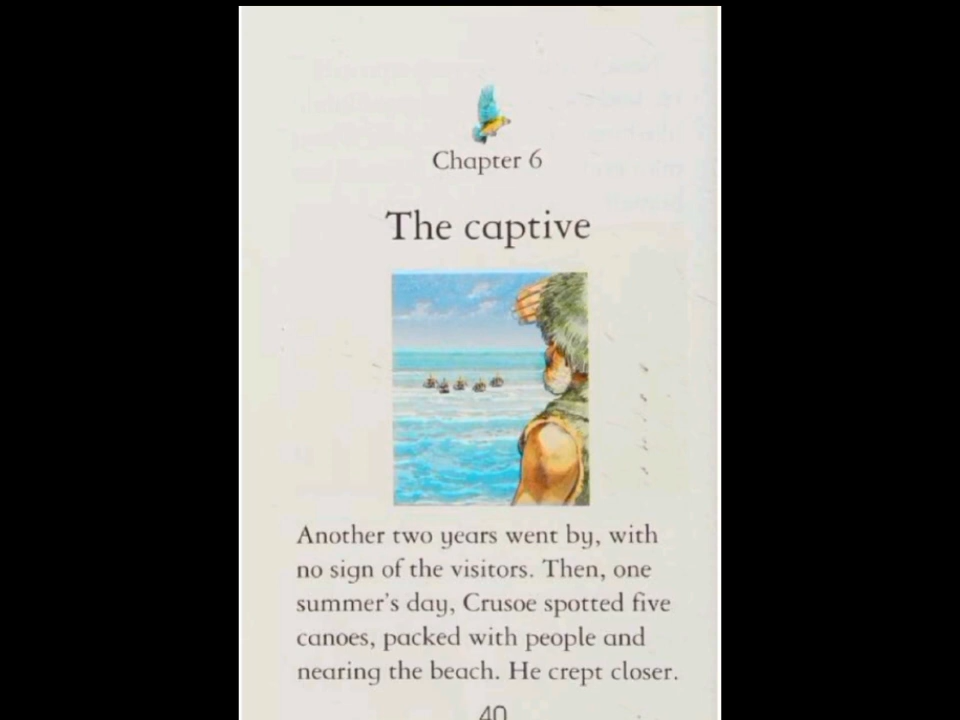 Chapter 6
The captive
Another two years went by, with
no sign of the visitors. Then, one
summer's day, Crusoe spotted five
canoes, packed with people and
nearing the beach. He crept closer.
40